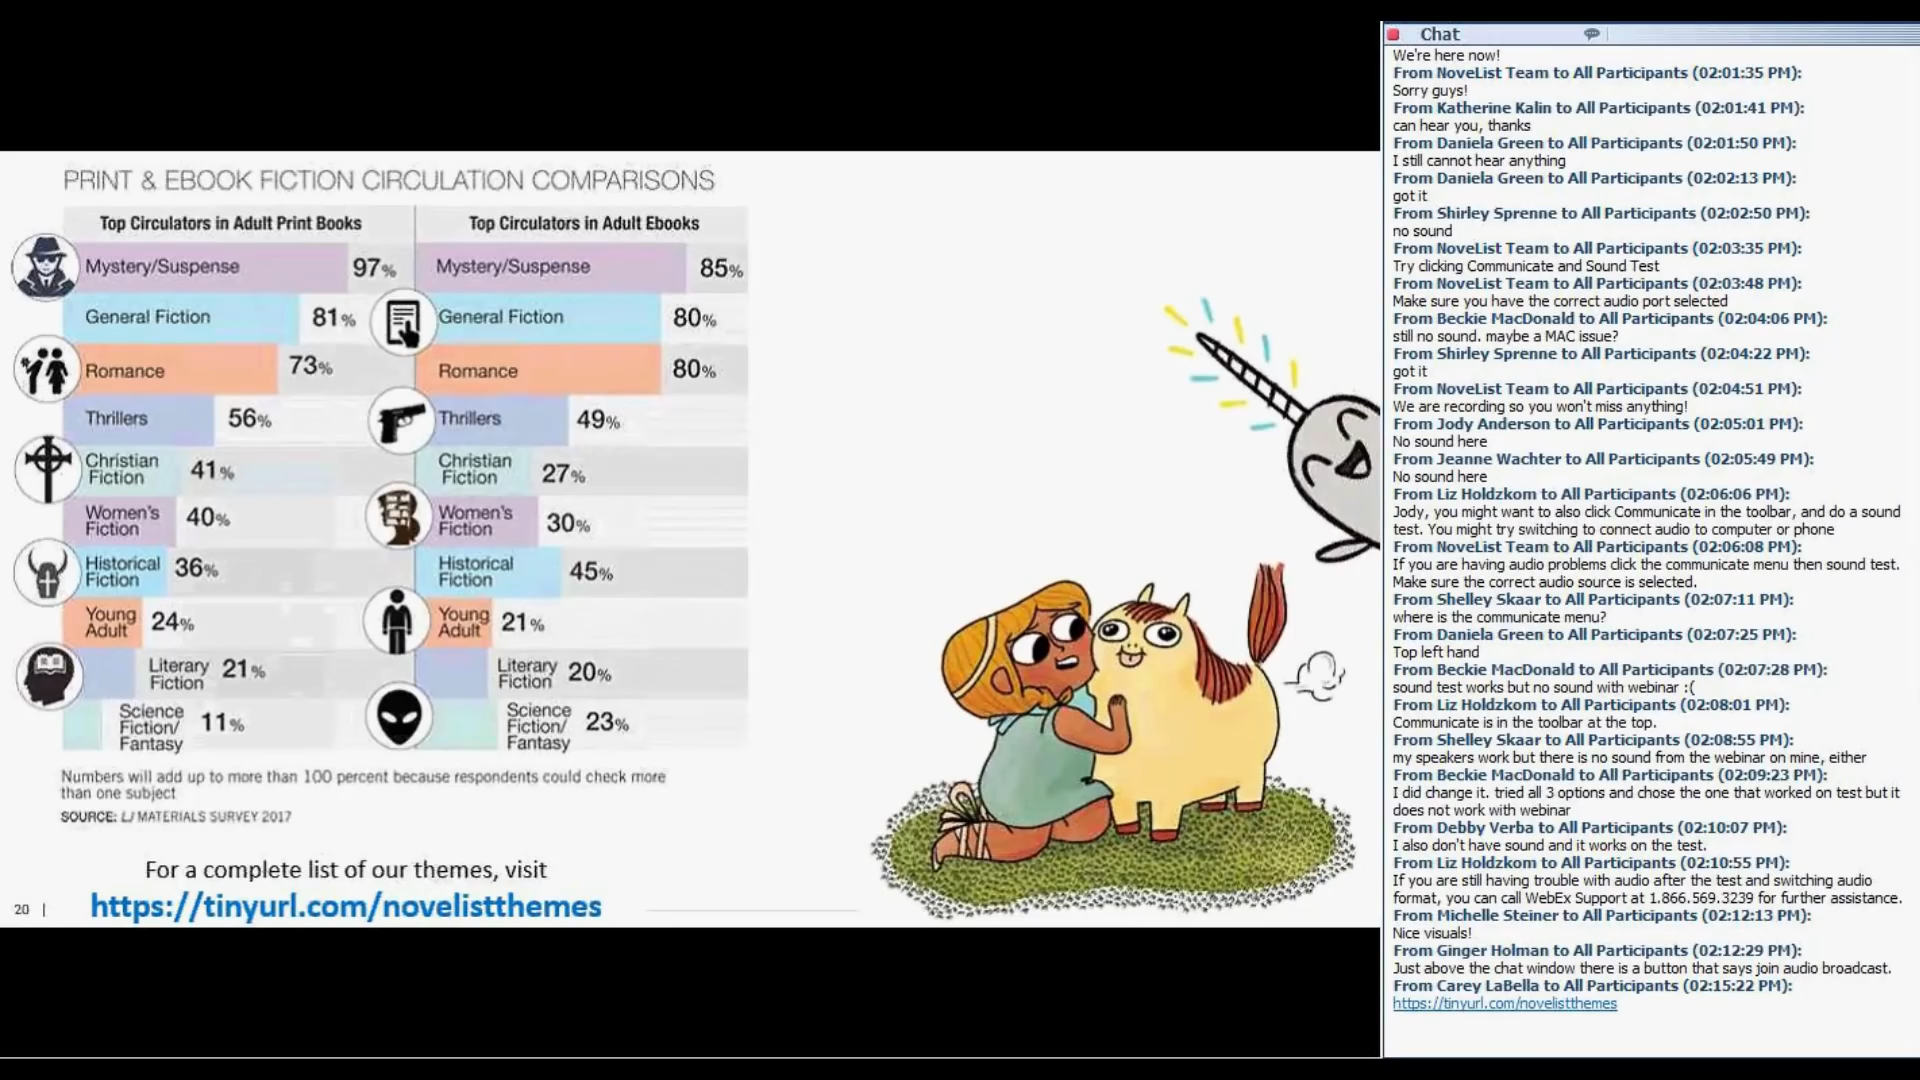 PRINT & EBOOK FICTION CIRCULATION COMPARISONS
Top Circulators in Adult Print Books
Mystery/Suspense 97%
General Fiction 81%
Romance 73%
Thrillers 56%
Christian
Fiction 41%
Women's
Fiction 40%
Historical
Fiction 36%
Young
Adult 24%
Literary
Fiction 21%
Science
Fiction/
Fantasy 11%
Top Circulators in Adult Ebooks
Mystery/Suspense 85%
General Fiction 80%
Romance 80%
Thrillers 49%
Christian
Fiction 27%
Women's
Fiction 30%
Historical
Fiction 45%
Young
Adult 21%
Literary
Fiction 20%
Science
Fiction/
Fantasy 23%
Numbers will add up to more than 100 percent because respondents could check more
than one subject
SOURCE: LJ MATERIALS SURVEY 2017
For a complete list of our themes, visit
https://tinyurl.com/novelistthemes
20 |
Chat
We're here now!
From NoveList Team to All Participants (02:01:35 PM):
Sorry guys!
From Katherine Kalin to All Participants (02:01:41 PM):
can hear you, thanks
From Daniela Green to All Participants (02:01:50 PM):
I still cannot hear anything
From Daniela Green to All Participants (02:02:13 PM):
got it
From Shirley Sprenne to All Participants (02:02:50 PM):
no sound
From NoveList Team to All Participants (02:03:35 PM):
Try clicking Communicate and Sound Test
From NoveList Team to All Participants (02:03:48 PM):
Make sure you have the correct audio port selected
From Beckie MacDonald to All Participants (02:04:06 PM):
still no sound. maybe a MAC issue?
From Shirley Sprenne to All Participants (02:04:22 PM):
got it
From NoveList Team to All Participants (02:04:51 PM):
We are recording so you won't miss anything!
From Jody Anderson to All Participants (02:05:01 PM):
No sound here
From Jeanne Wachter to All Participants (02:05:49 PM):
No sound here
From Liz Holdzkom to All Participants (02:06:06 PM):
Jody, you might want to also click Communicate in the toolbar, and do a sound
test. You might try switching to connect audio to computer or phone
From NoveList Team to All Participants (02:06:08 PM):
If you are having audio problems click the communicate menu then sound test.
Make sure the correct audio source is selected.
From Shelley Skaar to All Participants (02:07:11 PM):
where is the communicate menu?
From Daniela Green to All Participants (02:07:25 PM):
Top left hand
From Beckie MacDonald to All Participants (02:07:28 PM):
sound test works but no sound with webinar :(
From Liz Holdzkom to All Participants (02:08:01 PM):
Communicate is in the toolbar at the top.
From Shelley Skaar to All Participants (02:08:55 PM):
my speakers work but there is no sound from the webinar on mine, either
From Beckie MacDonald to All Participants (02:09:23 PM):
I did change it. tried all 3 options and chose the one that worked on test but it
does not work with webinar
From Debby Verba to All Participants (02:10:07 PM):
I also don't have sound and it works on the test.
From Liz Holdzkom to All Participants (02:10:55 PM):
If you are still having trouble with audio after the test and switching audio
format, you can call WebEx Support at 1.866.569.3239 for further assistance.
From Michelle Steiner to All Participants (02:12:13 PM):
Nice visuals!
From Ginger Holman to All Participants (02:12:29 PM):
Just above the chat window there is a button that says join audio broadcast.
From Carey LaBella to All Participants (02:15:22 PM):
https://tinyurl.com/novelistthemes